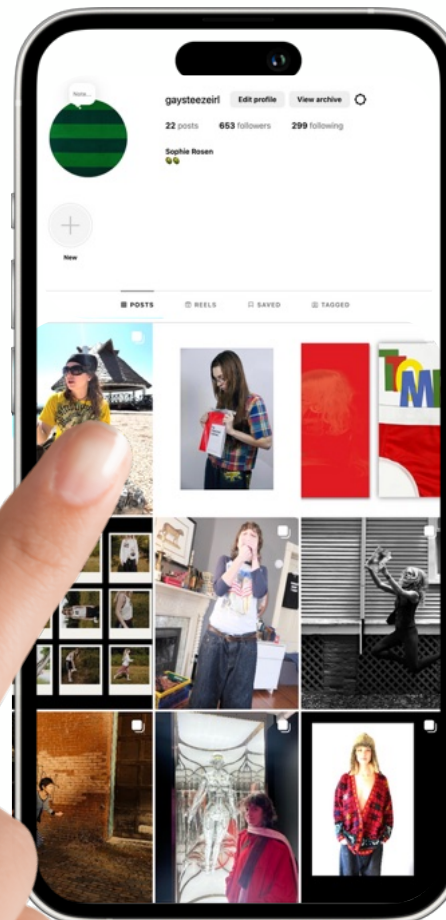 Note...
gaysteezeirl Edit profile View archive
22 posts 653 followers 299 following
Sophie Rosen
New
POSTS REELS SAVED TAGGED